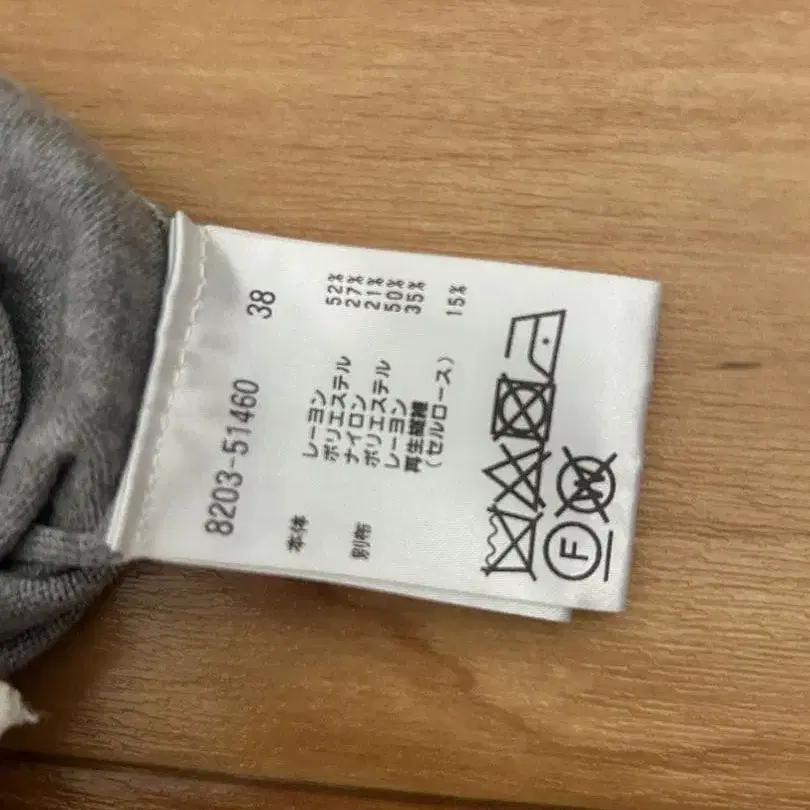 8203-51460 38
本体 レーヨン 52%
ポリエステル 27%
ナイロン 21%
別布 ポリエステル 50%
レーヨン 35%
再生繊維
(セルロース) 15%
F W